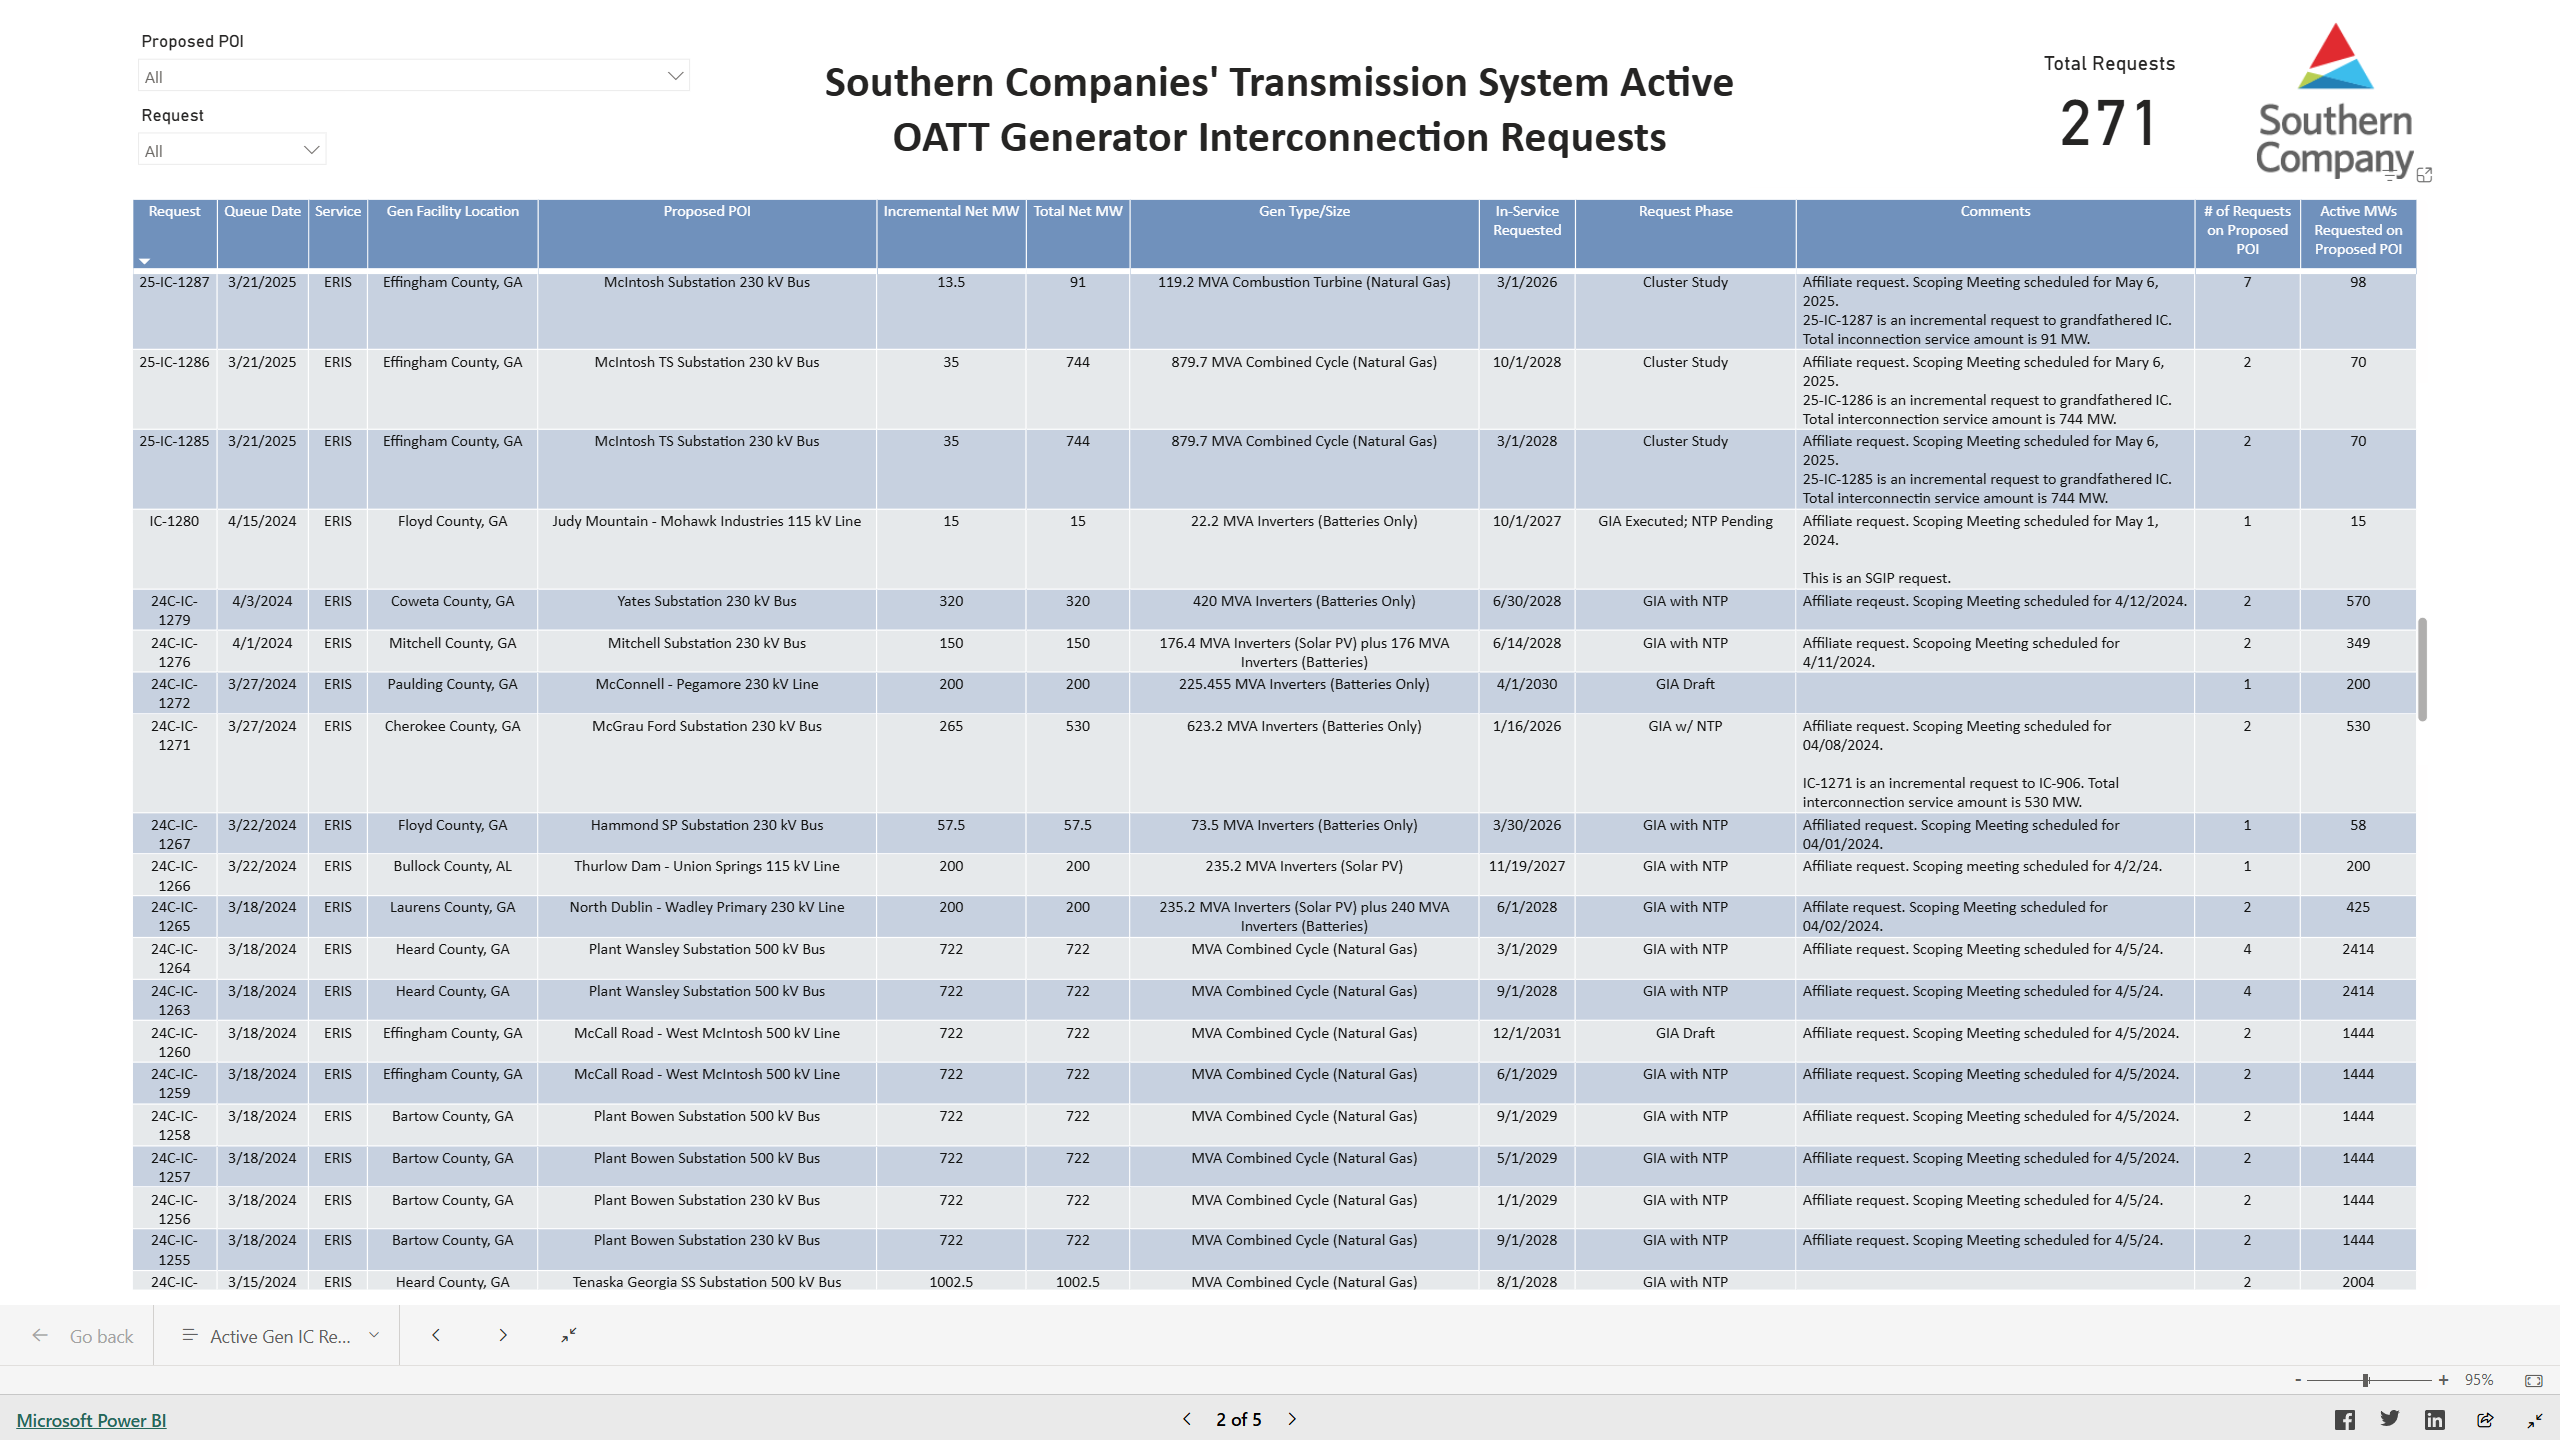 Proposed POI
All
Request
All
Southern Companies' Transmission System Active
OATT Generator Interconnection Requests
Total Requests
271
Southern
Company
Request Queue Date Service Gen Facility Location Proposed POI Incremental Net MW Total Net MW Gen Type/Size In-Service Requested Request Phase Comments # of Requests on Proposed POI Active MWs Requested on Proposed POI
25-IC-1287 3/21/2025 ERIS Effingham County, GA McIntosh Substation 230 kV Bus 13.5 91 119.2 MVA Combustion Turbine (Natural Gas) 3/1/2026 Cluster Study Affiliate request. Scoping Meeting scheduled for May 6, 7 98
2025.
25-IC-1287 is an incremental request to grandfathered IC.
Total inconnection service amount is 91 MW.
25-IC-1286 3/21/2025 ERIS Effingham County, GA McIntosh TS Substation 230 kV Bus 35 744 879.7 MVA Combined Cycle (Natural Gas) 10/1/2028 Cluster Study Affiliate request. Scoping Meeting scheduled for Mary 6, 2 70
2025.
25-IC-1286 is an incremental request to grandfathered IC.
Total interconnection service amount is 744 MW.
25-IC-1285 3/21/2025 ERIS Effingham County, GA McIntosh TS Substation 230 kV Bus 35 744 879.7 MVA Combined Cycle (Natural Gas) 3/1/2028 Cluster Study Affiliate request. Scoping Meeting scheduled for May 6, 2 70
2025.
25-IC-1285 is an incremental request to grandfathered IC.
Total interconnectin service amount is 744 MW.
IC-1280 4/15/2024 ERIS Floyd County, GA Judy Mountain - Mohawk Industries 115 kV Line 15 15 22.2 MVA Inverters (Batteries Only) 10/1/2027 GIA Executed; NTP Pending Affiliate request. Scoping Meeting scheduled for May 1, 1 15
2024.
This is an SGIP request.
24C-IC- 4/3/2024 ERIS Coweta County, GA Yates Substation 230 kV Bus 320 320 420 MVA Inverters (Batteries Only) 6/30/2028 GIA with NTP Affiliate reqeust. Scoping Meeting scheduled for 4/12/2024. 2 570
1279
24C-IC- 4/1/2024 ERIS Mitchell County, GA Mitchell Substation 230 kV Bus 150 150 176.4 MVA Inverters (Solar PV) plus 176 MVA 6/14/2028 GIA with NTP Affiliate request. Scopoing Meeting scheduled for 2 349
1276 Inverters (Batteries) 4/11/2024.
24C-IC- 3/27/2024 ERIS Paulding County, GA McConnell - Pegamore 230 kV Line 200 200 225.455 MVA Inverters (Batteries Only) 4/1/2030 GIA Draft 1 200
1272
24C-IC- 3/27/2024 ERIS Cherokee County, GA McGrau Ford Substation 230 kV Bus 265 530 623.2 MVA Inverters (Batteries Only) 1/16/2026 GIA w/ NTP Affiliate request. Scoping Meeting scheduled for 2 530
1271 04/08/2024.
IC-1271 is an incremental request to IC-906. Total
interconnection service amount is 530 MW.
24C-IC- 3/22/2024 ERIS Floyd County, GA Hammond SP Substation 230 kV Bus 57.5 57.5 73.5 MVA Inverters (Batteries Only) 3/30/2026 GIA with NTP Affiliated request. Scoping Meeting scheduled for 1 58
1267 04/01/2024.
24C-IC- 3/22/2024 ERIS Bullock County, AL Thurlow Dam - Union Springs 115 kV Line 200 200 235.2 MVA Inverters (Solar PV) 11/19/2027 GIA with NTP Affiliate request. Scoping meeting scheduled for 4/2/24. 1 200
1266
24C-IC- 3/18/2024 ERIS Laurens County, GA North Dublin - Wadley Primary 230 kV Line 200 200 235.2 MVA Inverters (Solar PV) plus 240 MVA 6/1/2028 GIA with NTP Affilate request. Scoping Meeting scheduled for 2 425
1265 Inverters (Batteries) 04/02/2024.
24C-IC- 3/18/2024 ERIS Heard County, GA Plant Wansley Substation 500 kV Bus 722 722 MVA Combined Cycle (Natural Gas) 3/1/2029 GIA with NTP Affiliate request. Scoping Meeting scheduled for 4/5/24. 4 2414
1264
24C-IC- 3/18/2024 ERIS Heard County, GA Plant Wansley Substation 500 kV Bus 722 722 MVA Combined Cycle (Natural Gas) 9/1/2028 GIA with NTP Affiliate request. Scoping Meeting scheduled for 4/5/24. 4 2414
1263
24C-IC- 3/18/2024 ERIS Effingham County, GA McCall Road - West McIntosh 500 kV Line 722 722 MVA Combined Cycle (Natural Gas) 12/1/2031 GIA Draft Affiliate request. Scoping Meeting scheduled for 4/5/2024. 2 1444
1260
24C-IC- 3/18/2024 ERIS Effingham County, GA McCall Road - West McIntosh 500 kV Line 722 722 MVA Combined Cycle (Natural Gas) 6/1/2029 GIA with NTP Affiliate request. Scoping Meeting scheduled for 4/5/2024. 2 1444
1259
24C-IC- 3/18/2024 ERIS Bartow County, GA Plant Bowen Substation 500 kV Bus 722 722 MVA Combined Cycle (Natural Gas) 9/1/2029 GIA with NTP Affiliate request. Scoping Meeting scheduled for 4/5/2024. 2 1444
1258
24C-IC- 3/18/2024 ERIS Bartow County, GA Plant Bowen Substation 500 kV Bus 722 722 MVA Combined Cycle (Natural Gas) 5/1/2029 GIA with NTP Affiliate request. Scoping Meeting scheduled for 4/5/2024. 2 1444
1257
24C-IC- 3/18/2024 ERIS Bartow County, GA Plant Bowen Substation 230 kV Bus 722 722 MVA Combined Cycle (Natural Gas) 1/1/2029 GIA with NTP Affiliate request. Scoping Meeting scheduled for 4/5/24. 2 1444
1256
24C-IC- 3/18/2024 ERIS Bartow County, GA Plant Bowen Substation 230 kV Bus 722 722 MVA Combined Cycle (Natural Gas) 9/1/2028 GIA with NTP Affiliate request. Scoping Meeting scheduled for 4/5/24. 2 1444
1255
24C-IC- 3/15/2024 ERIS Heard County, GA Tenaska Georgia SS Substation 500 kV Bus 1002.5 1002.5 MVA Combined Cycle (Natural Gas) 8/1/2028 GIA with NTP 2 2004
Go back Active Gen IC Re...
- + 95%
Microsoft Power BI 2 of 5